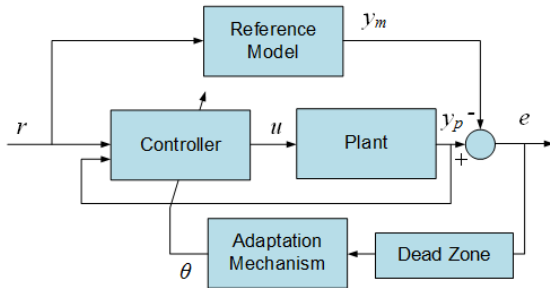 Reference
Model
y_m
r
Controller
u
Plant
y_p
-
+
e
θ
Adaptation
Mechanism
Dead Zone